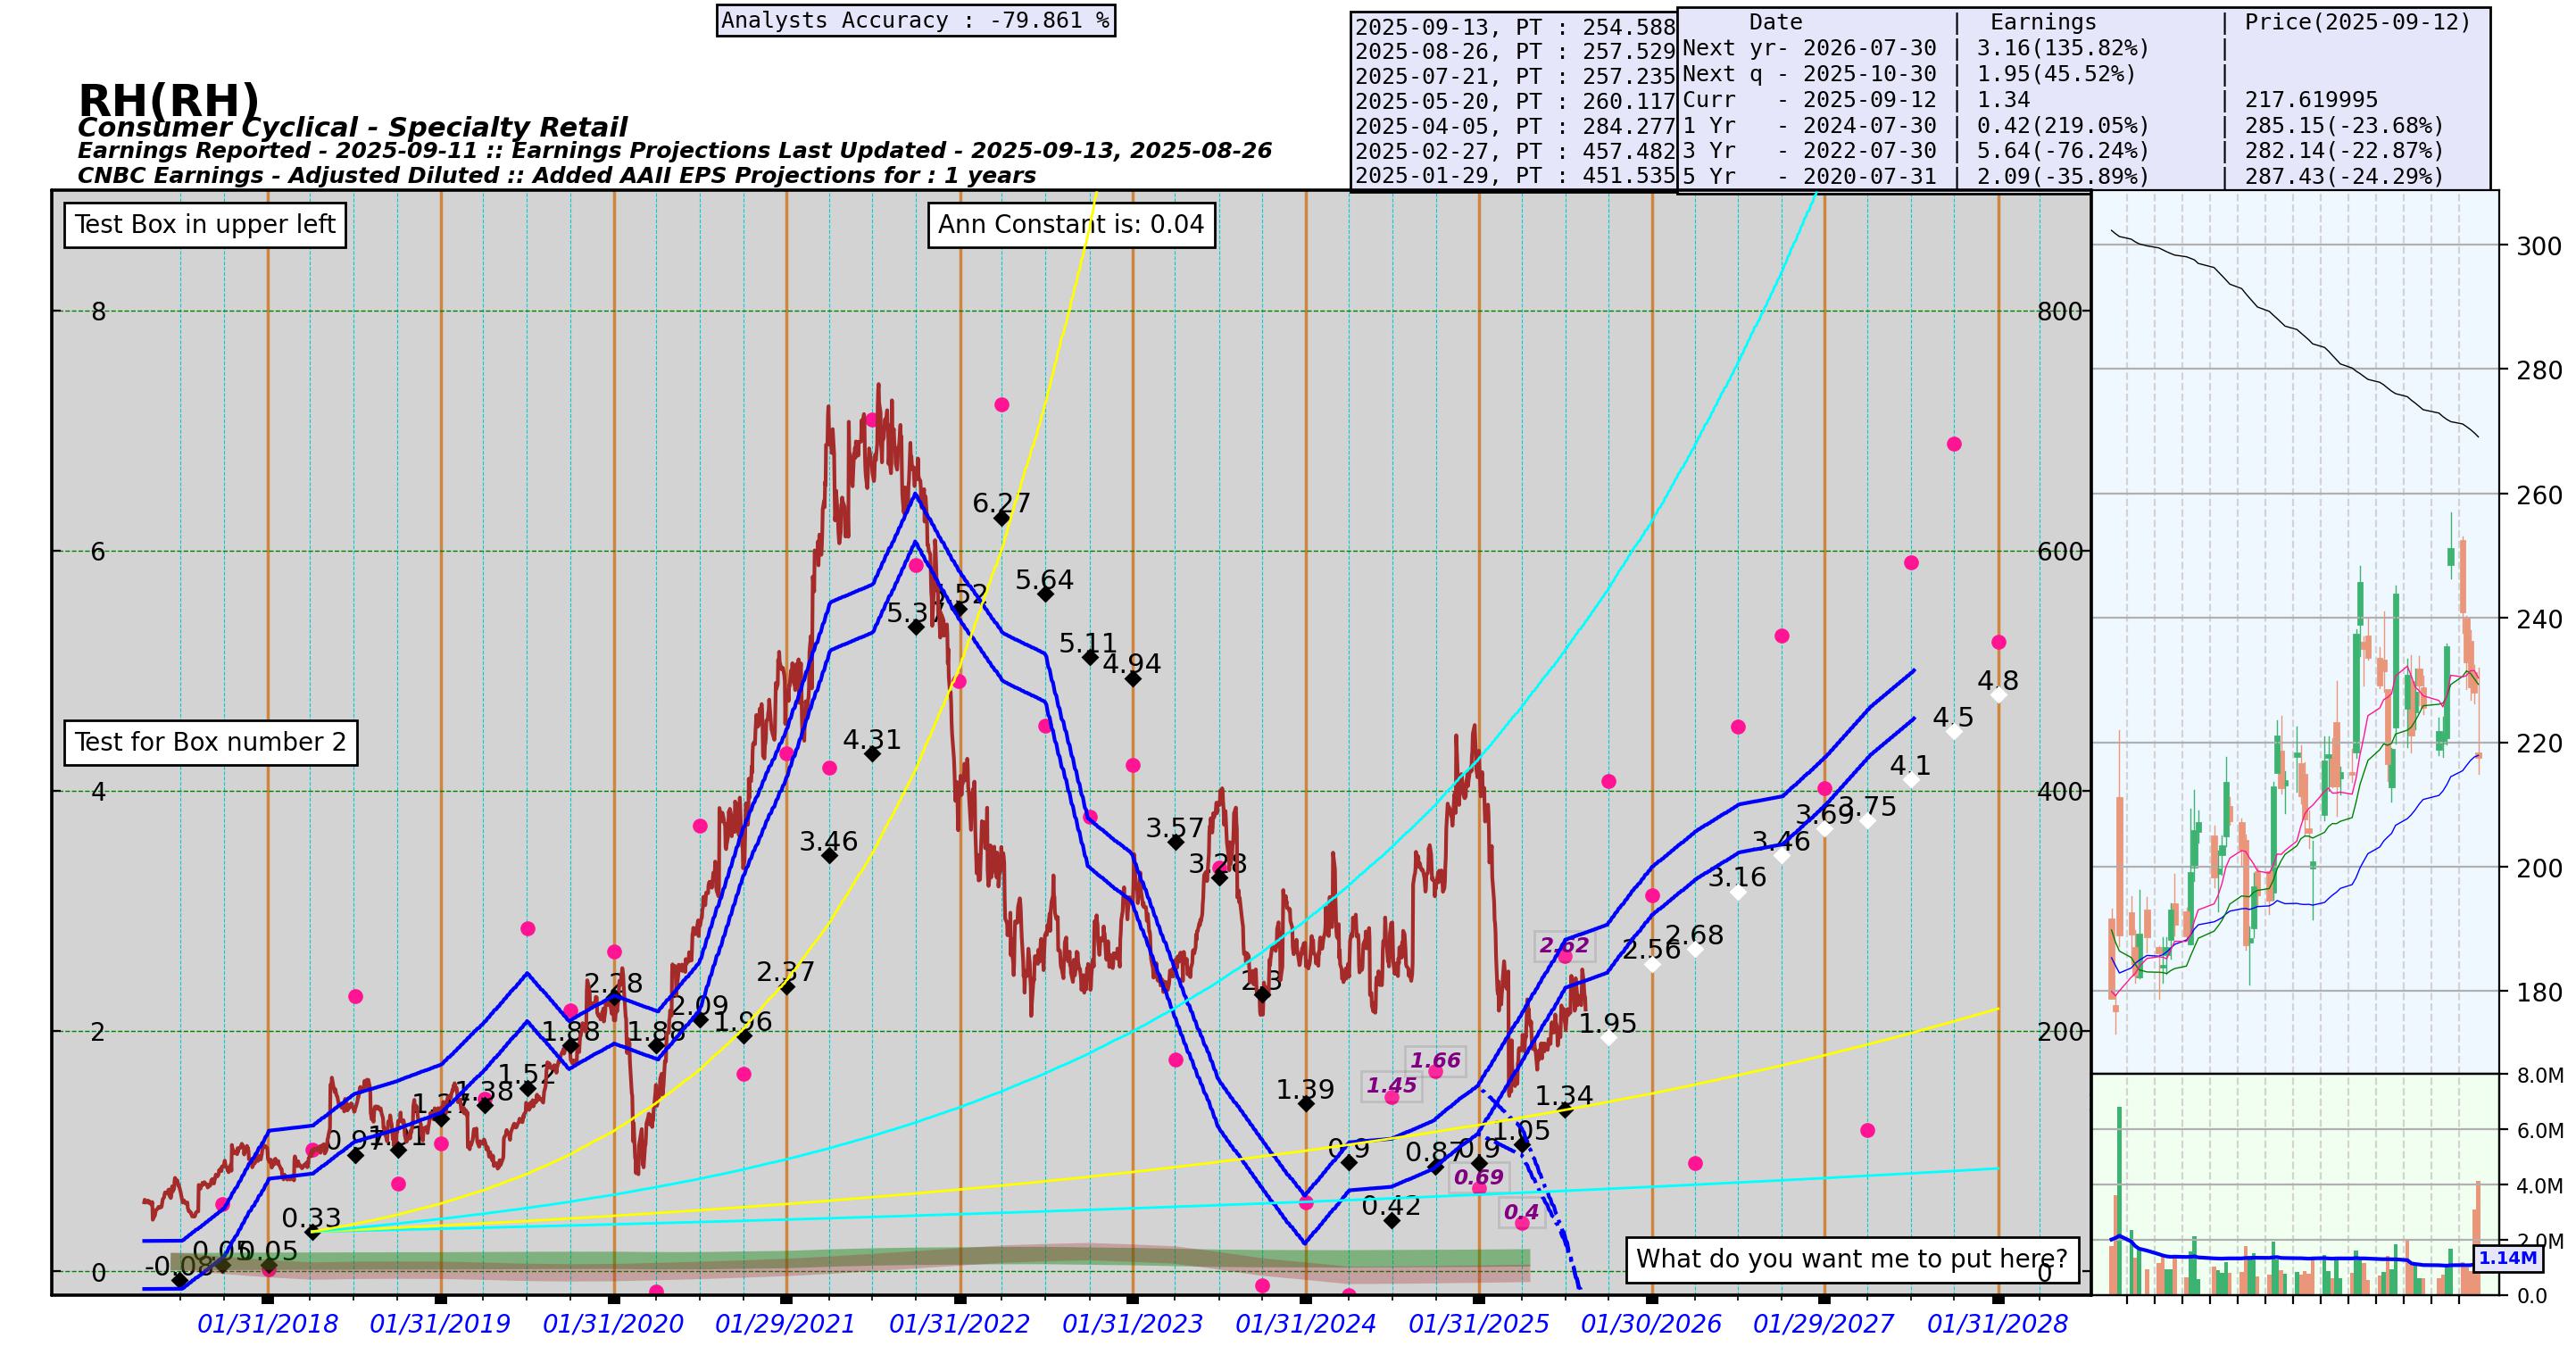 Analysts Accuracy : -79.861 %
2025-09-13, PT : 254.588
2025-08-26, PT : 257.529
2025-07-21, PT : 257.235
2025-05-20, PT : 260.117
2025-04-05, PT : 284.277
2025-02-27, PT : 457.482
2025-01-29, PT : 451.535
Date | Earnings | Price(2025-09-12)
Next yr- 2026-07-30 | 3.16(135.82%) |
Next q - 2025-10-30 | 1.95(45.52%) |
Curr - 2025-09-12 | 1.34 | 217.619995
1 Yr - 2024-07-30 | 0.42(219.05%) | 285.15(-23.68%)
3 Yr - 2022-07-30 | 5.64(-76.24%) | 282.14(-22.87%)
5 Yr - 2020-07-31 | 2.09(-35.89%) | 287.43(-24.29%)
RH(RH)
Consumer Cyclical - Specialty Retail
Earnings Reported - 2025-09-11 :: Earnings Projections Last Updated - 2025-09-13, 2025-08-26
CNBC Earnings - Adjusted Diluted :: Added AAII EPS Projections for : 1 years
Test Box in upper left
Ann Constant is: 0.04
Test for Box number 2
What do you want me to put here?
8
6
4
2
0
800
600
400
200
0
-0.08
0.05
0.05
0.33
0.97
1.27
1.38
1.52
1.88
2.28
1.88
2.09
1.96
2.37
3.46
4.31
5.37
6.27
5.64
5.11
4.94
3.57
3.28
2.3
1.39
0.9
0.42
0.87
0.9
1.05
1.34
1.45
1.66
0.69
0.4
2.62
1.95
2.56
2.68
3.16
3.46
3.69
3.75
4.1
4.5
4.8
300
280
260
240
220
200
180
8.0M
6.0M
4.0M
2.0M
1.14M
0.0
01/31/2018
01/31/2019
01/31/2020
01/29/2021
01/31/2022
01/31/2023
01/31/2024
01/31/2025
01/30/2026
01/29/2027
01/31/2028